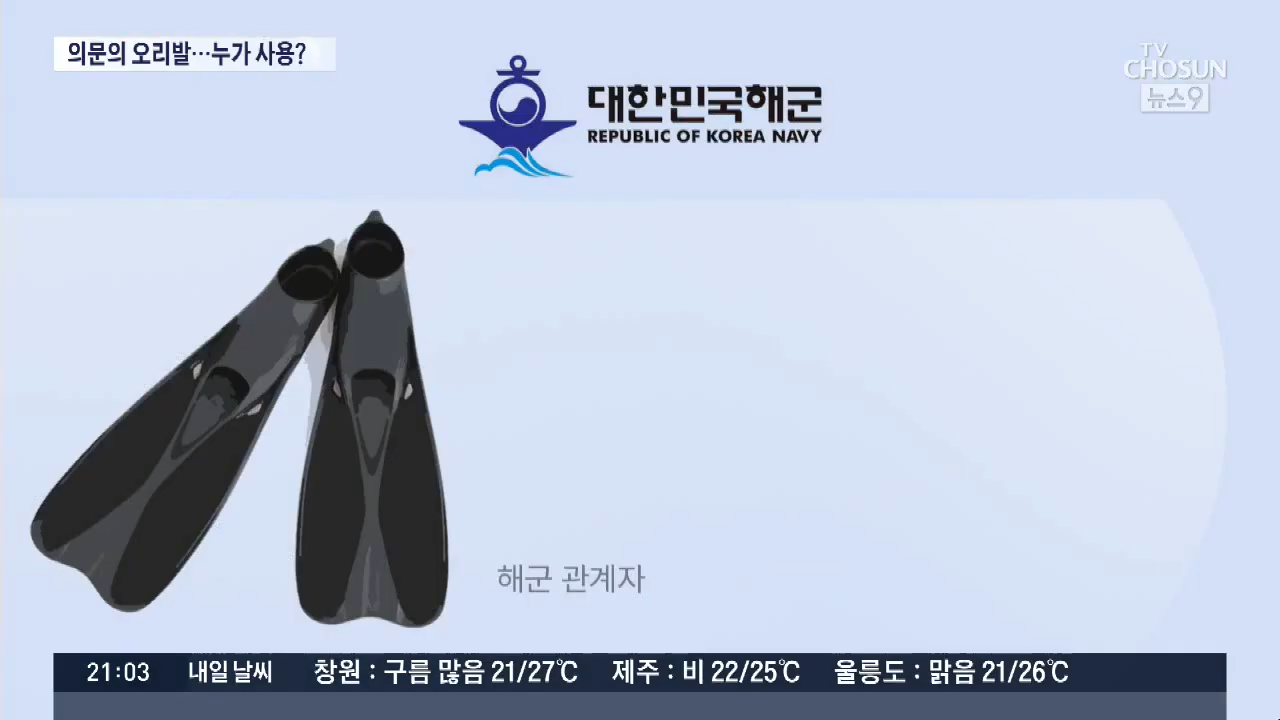 의문의 오리발…누가 사용?
TV
CHOSUN
뉴스9
대한민국해군
REPUBLIC OF KOREA NAVY
해군 관계자
21:03 내일 날씨 창원 : 구름 많음 21/27℃ 제주 : 비 22/25℃ 울릉도 : 맑음 21/26℃